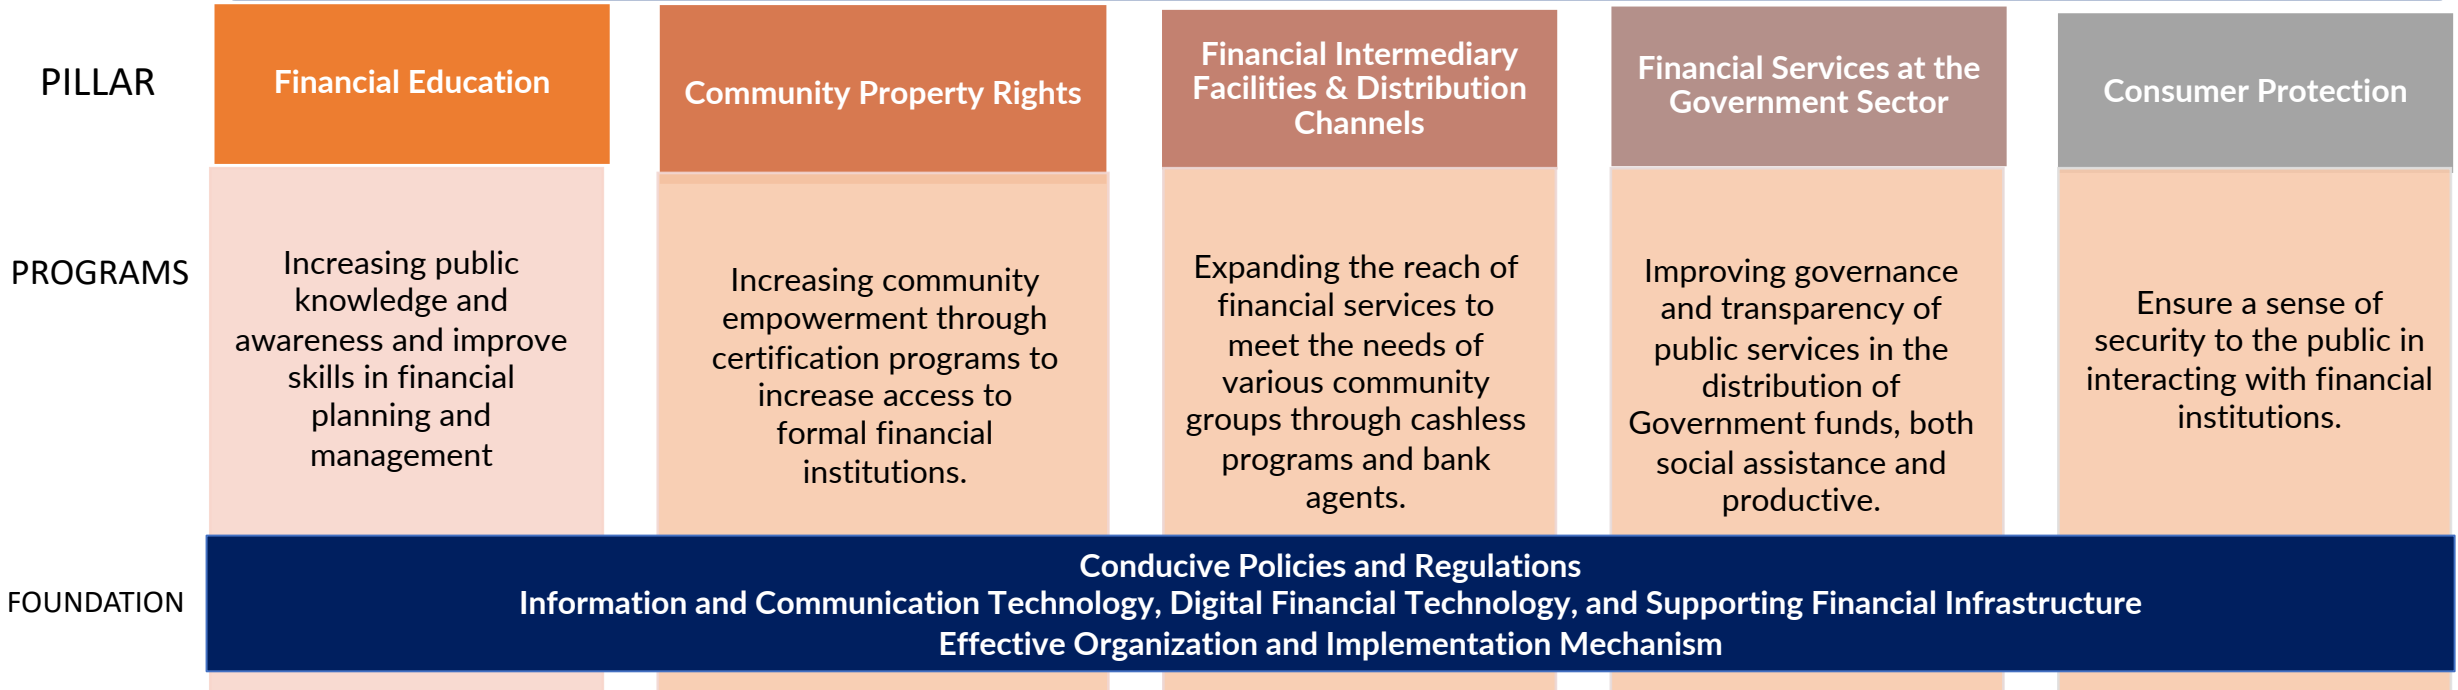 PILLAR
Financial Education
Community Property Rights
Financial Intermediary
Facilities & Distribution
Channels
Financial Services at the
Government Sector
Consumer Protection
PROGRAMS
Increasing public
knowledge and
awareness and improve
skills in financial
planning and
management
Increasing community
empowerment through
certification programs to
increase access to
formal financial
institutions.
Expanding the reach of
financial services to
meet the needs of
various community
groups through cashless
programs and bank
agents.
Improving governance
and transparency of
public services in the
distribution of
Government funds, both
social assistance and
productive.
Ensure a sense of
security to the public in
interacting with financial
institutions.
FOUNDATION
Conducive Policies and Regulations
Information and Communication Technology, Digital Financial Technology, and Supporting Financial Infrastructure
Effective Organization and Implementation Mechanism